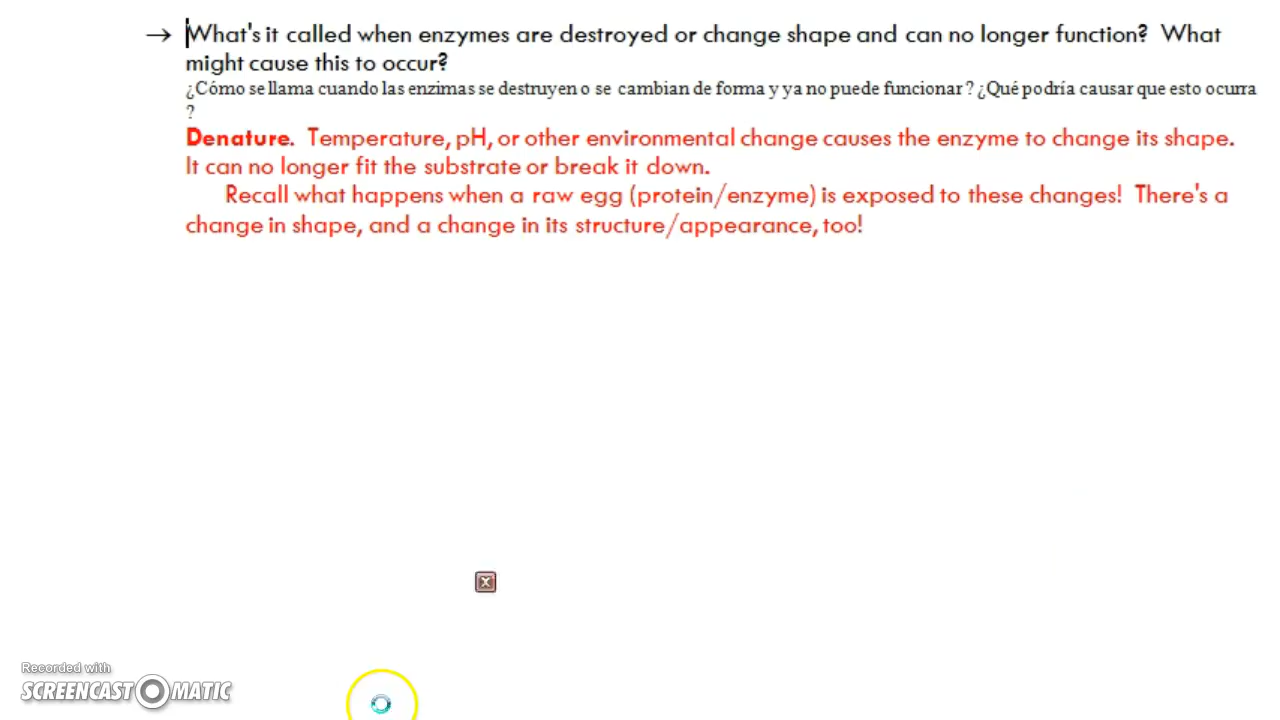 → What's it called when enzymes are destroyed or change shape and can no longer function? What
might cause this to occur?
¿Cómo se llama cuando las enzimas se destruyen o se cambian de forma y ya no puede funcionar ? ¿Qué podría causar que esto ocurra
?
Denature. Temperature, pH, or other environmental change causes the enzyme to change its shape.
It can no longer fit the substrate or break it down.
Recall what happens when a raw egg (protein/enzyme) is exposed to these changes! There's a
change in shape, and a change in its structure/appearance, too!
Recorded with
SCREENCAST O MATIC